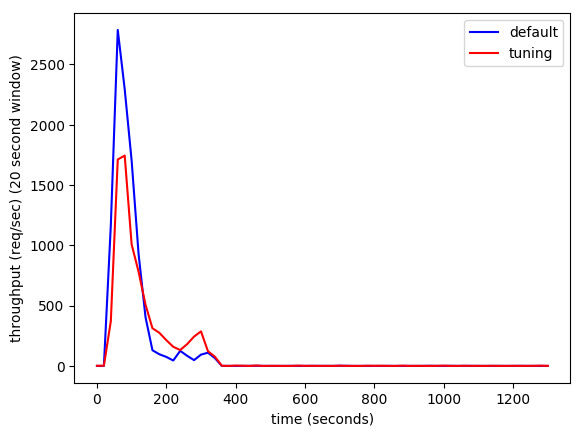 default
tuning
2500
2000
1500
1000
500
0
throughput (req/sec) (20 second window)
0 200 400 600 800 1000 1200
time (seconds)